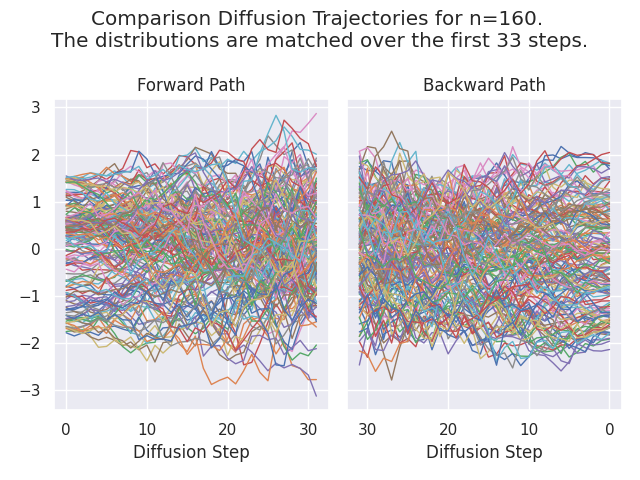 Comparison Diffusion Trajectories for n=160.
The distributions are matched over the first 33 steps.
Forward Path
Backward Path
3
2
1
0
−1
−2
−3
0 10 20 30
30 20 10 0
Diffusion Step
Diffusion Step